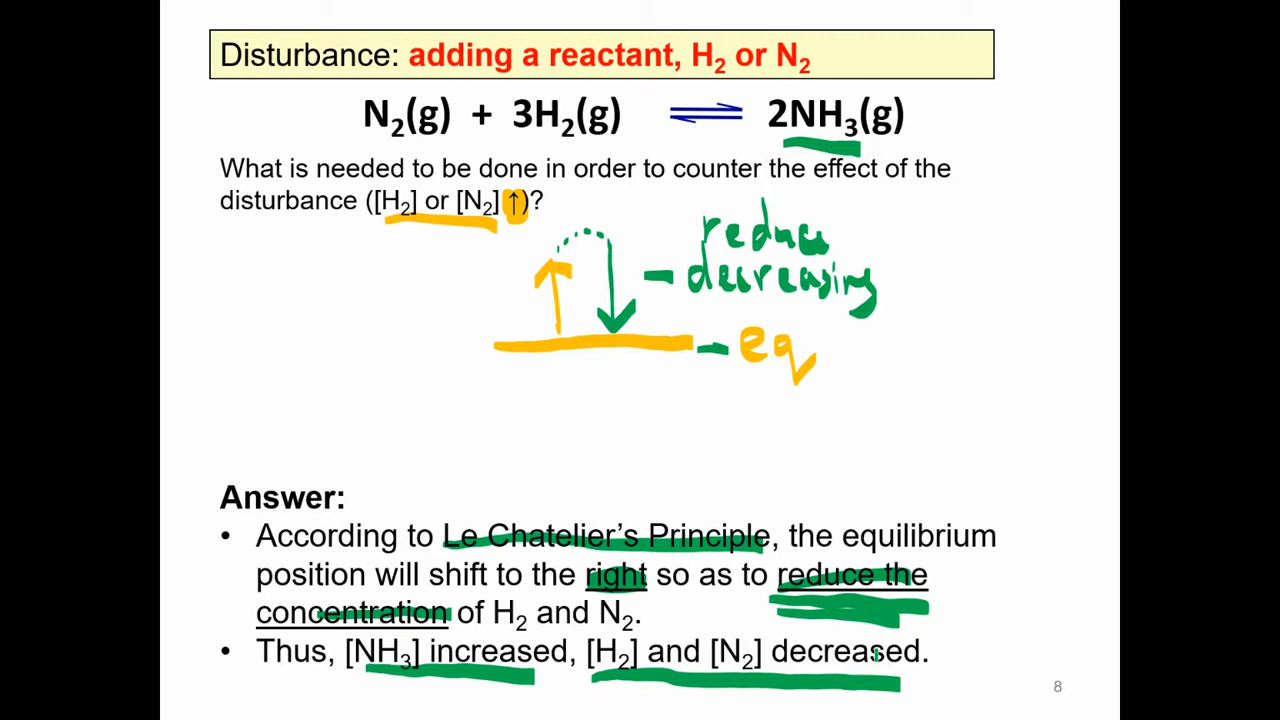 Disturbance: adding a reactant, H₂ or N₂
N₂(g) + 3H₂(g) ⇌ 2NH₃(g)
What is needed to be done in order to counter the effect of the
disturbance ([H₂] or [N₂] ↑)?
reduce
- decreasing
- eq
Answer:
• According to Le Chatelier’s Principle, the equilibrium
position will shift to the right so as to reduce the
concentration of H₂ and N₂.
• Thus, [NH₃] increased, [H₂] and [N₂] decreased.
8